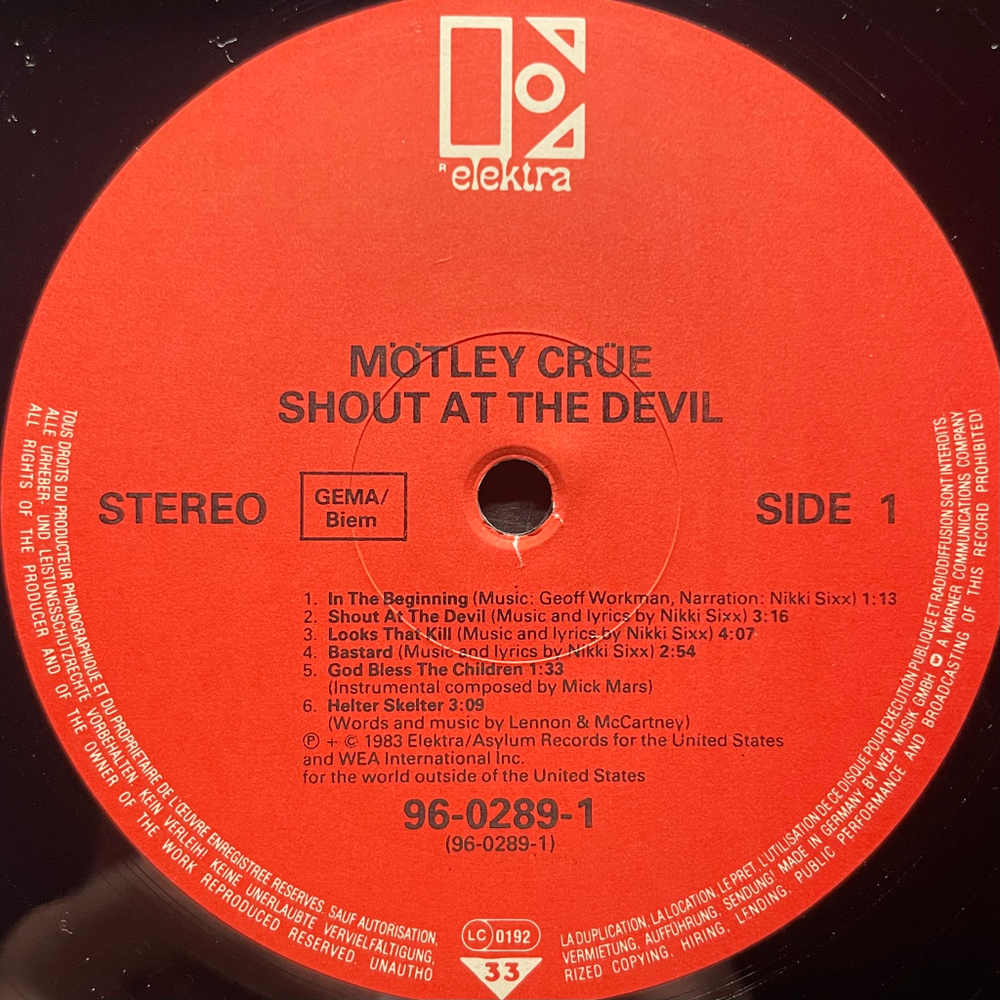 R elektra
MÖTLEY CRÜE
SHOUT AT THE DEVIL
STEREO
GEMA/
Biem
SIDE 1
1. In The Beginning (Music: Geoff Workman, Narration: Nikki Sixx) 1:13
2. Shout At The Devil (Music and lyrics by Nikki Sixx) 3:16
3. Looks That Kill (Music and lyrics by Nikki Sixx) 4:07
4. Bastard (Music and lyrics by Nikki Sixx) 2:54
5. God Bless The Children 1:33
(Instrumental composed by Mick Mars)
6. Helter Skelter 3:09
(Words and music by Lennon & McCartney)
℗ + © 1983 Elektra/Asylum Records for the United States
and WEA International Inc.
for the world outside of the United States
96-0289-1
(96-0289-1)
TOUS DROITS DU PRODUCTEUR PHONOGRAPHIQUE ET DU PROPRIETAIRE DE L'ŒUVRE ENREGISTREE RESERVES. SAUF AUTORISATION,
ALLE URHEBER- UND LEISTUNGSSCHUTZRECHTE VORBEHALTEN. KEIN VERLEIH! KEINE UNERLAUBTE VERVIELFÄLTIGUNG,
ALL RIGHTS OF THE PRODUCER AND OF THE OWNER OF THE WORK REPRODUCED RESERVED. UNAUTHO
LC 0192
33
LA DUPLICATION, LA LOCATION, LE PRET, L'UTILISATION DE CE DISQUE POUR EXECUTION PUBLIQUE ET RADIODIFFUSION SONT INTERDITS.
VERMIETUNG, AUFFÜHRUNG, SENDUNG! MADE IN GERMANY BY WEA MUSIK GMBH W A WARNER COMMUNICATIONS COMPANY
RIZED COPYING, HIRING, LENDING, PUBLIC PERFORMANCE AND BROADCASTING OF THIS RECORD PROHIBITED!